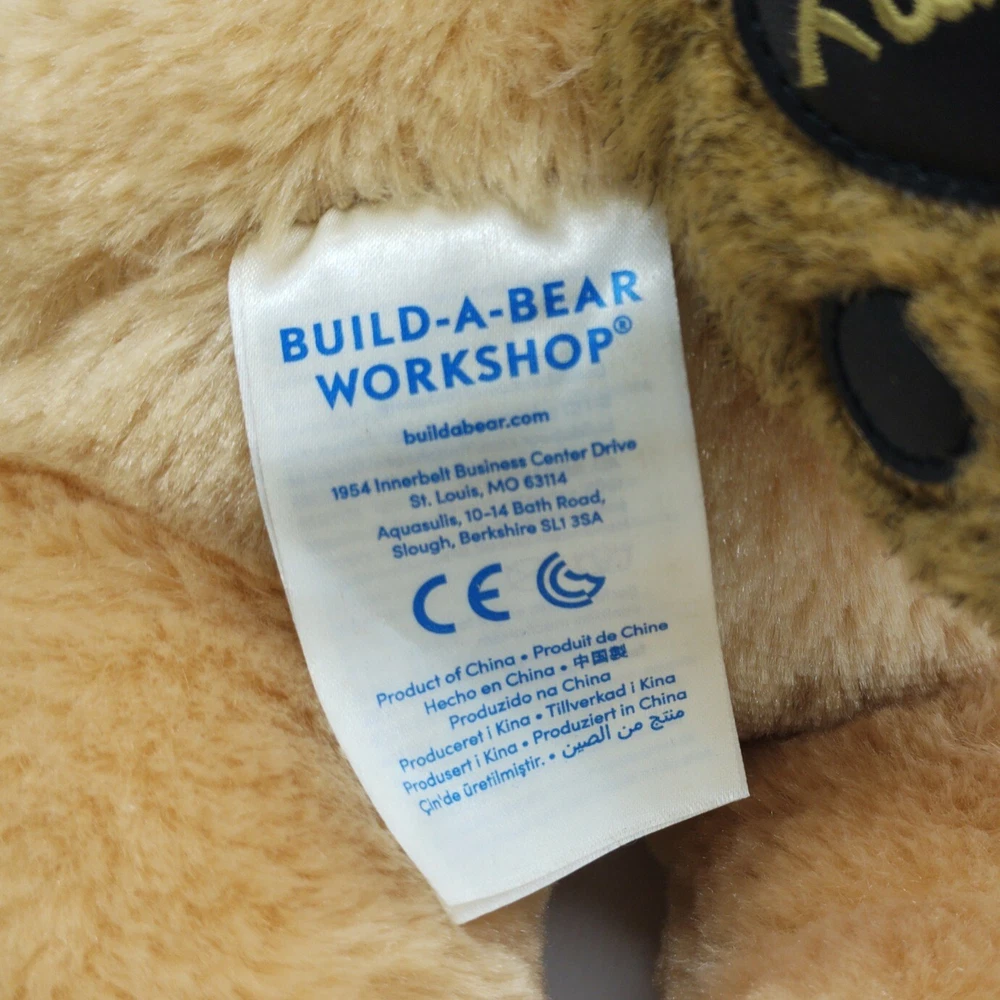 BUILD-A-BEAR
WORKSHOP®
buildabear.com
1954 Innerbelt Business Center Drive
St. Louis, MO 63114
Aquasulis, 10-14 Bath Road,
Slough, Berkshire SL1 3SA
CE
Product of China • Produit de Chine
Hecho en China • 中国製
Produzido na China
Produceret i Kina • Tillverkad i Kina
Produsert i Kina • Produziert in China
Çin'de üretilmiştir. • منتج من الصين